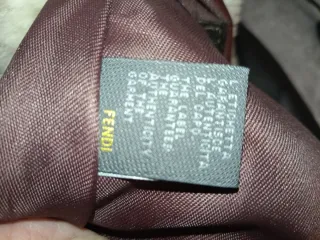 L'ETICHETTA
GARANTISCE
L'AUTENTICITA
DEL CAPO
THE LABEL
GUARANTEES
THE
AUTHENTICITY
OF THE
GARMENT
FENDI